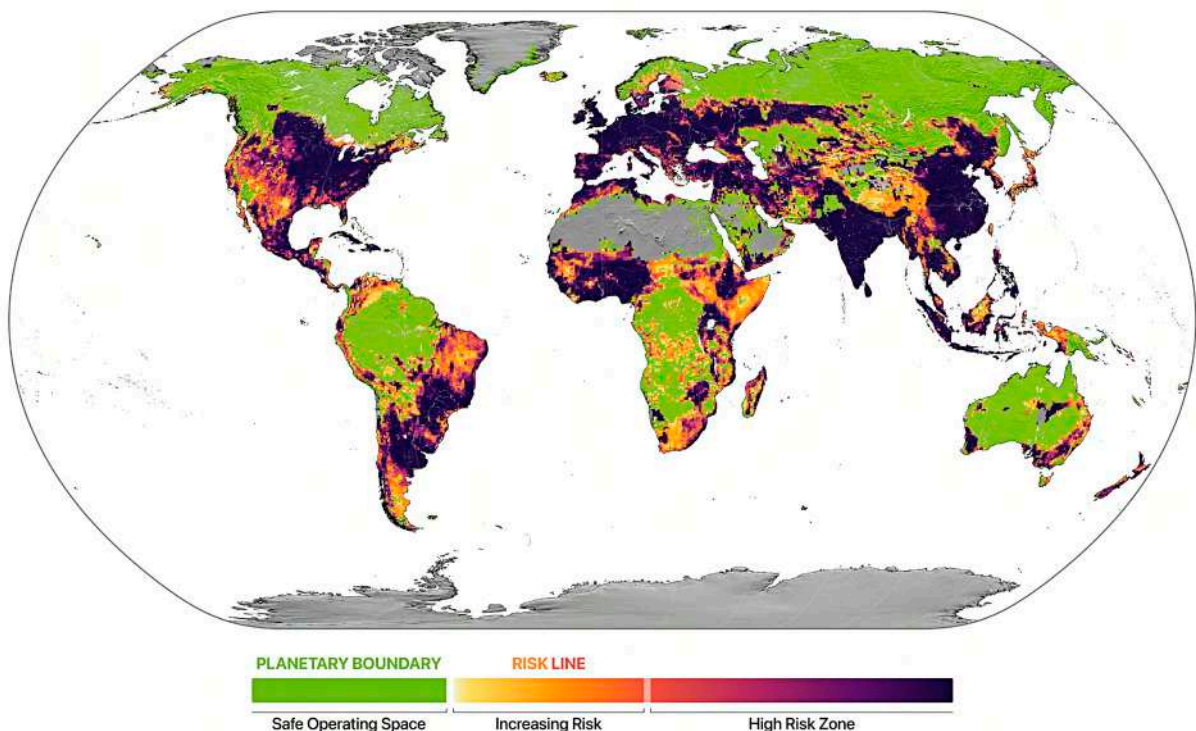 PLANETARY BOUNDARY
RISK LINE
Safe Operating Space
Increasing Risk
High Risk Zone